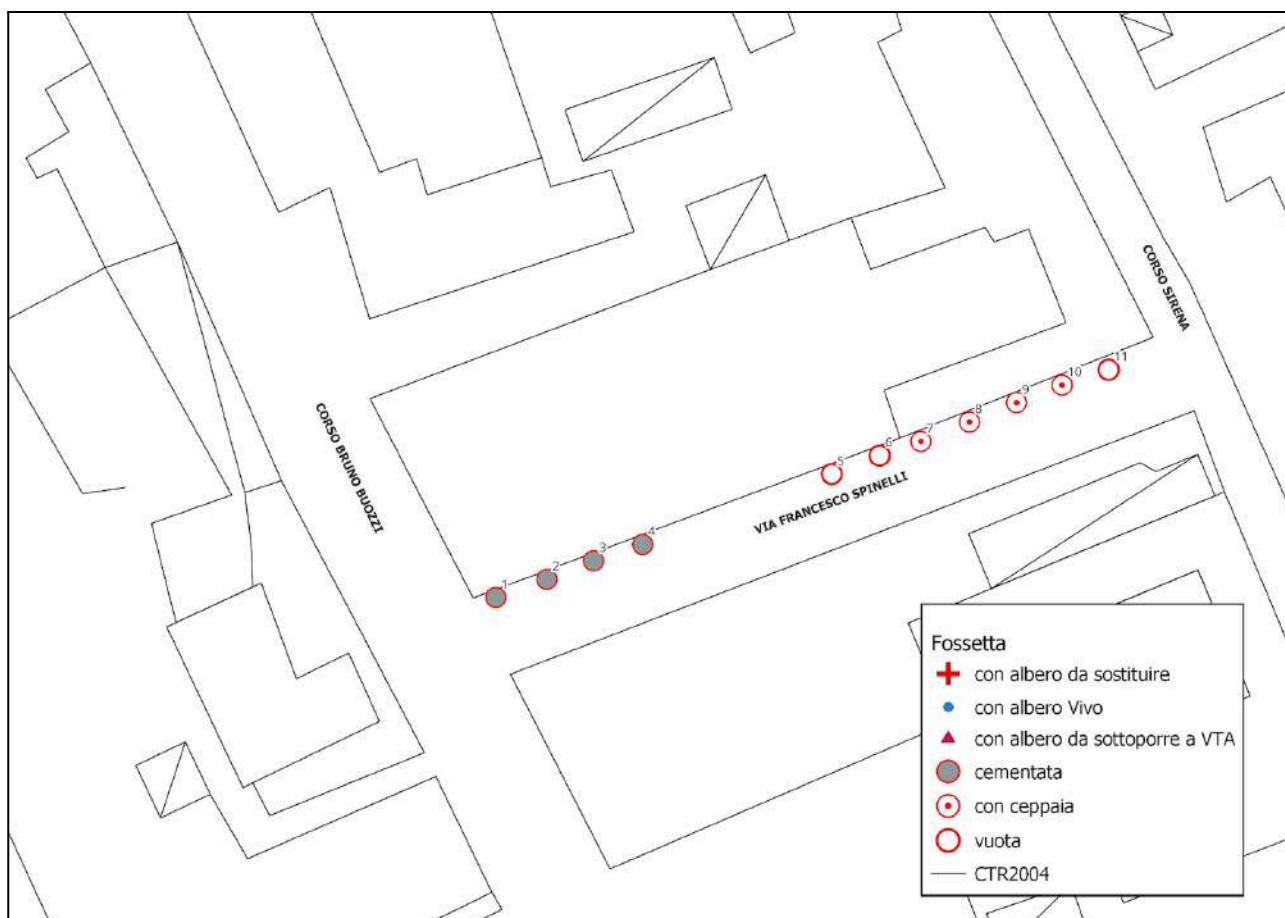 CORSO SIRENA
11
10
9
8
7
6
5
CORSO BRUNO BUOZZI
VIA FRANCESCO SPINELLI
4
3
2
1
Fossetta
con albero da sostituire
con albero Vivo
con albero da sottoporre a VTA
cementata
con ceppaia
vuota
CTR2004